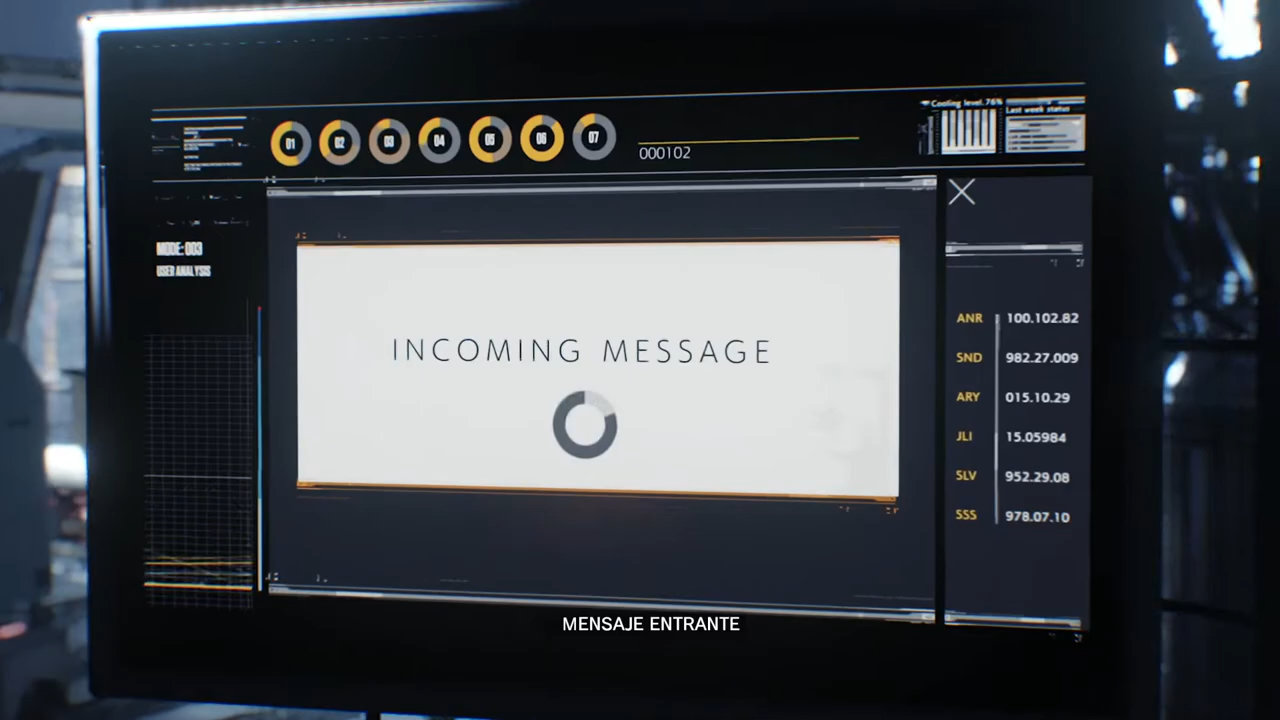 01 02 03 04 05 06 07
000102
Cooling level. 76%
Last week status
MODE: 003
USER ANALYSIS
INCOMING MESSAGE
ANR 100.102.82
SND 982.27.009
ARY 015.10.29
JLI 15.05984
SLV 952.29.08
SSS 978.07.10
MENSAJE ENTRANTE